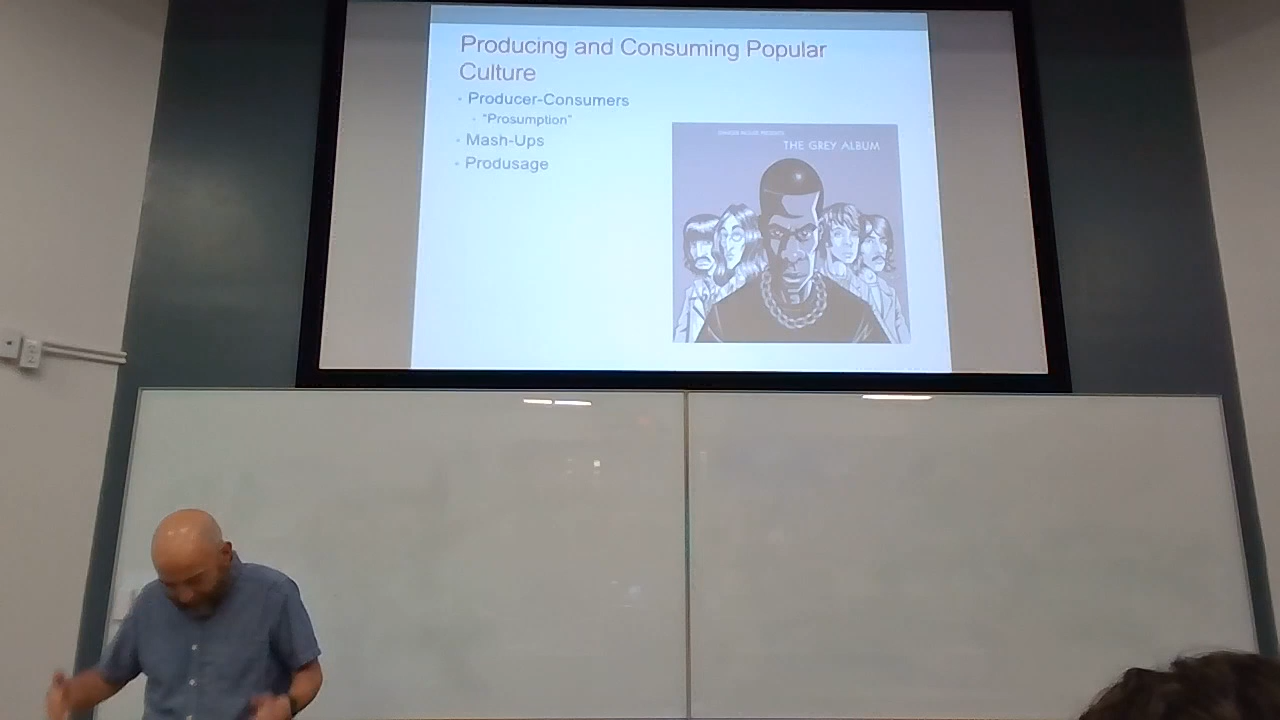 Producing and Consuming Popular
Culture
• Producer-Consumers
• "Prosumption"
• Mash-Ups
• Produsage
THE GREY ALBUM